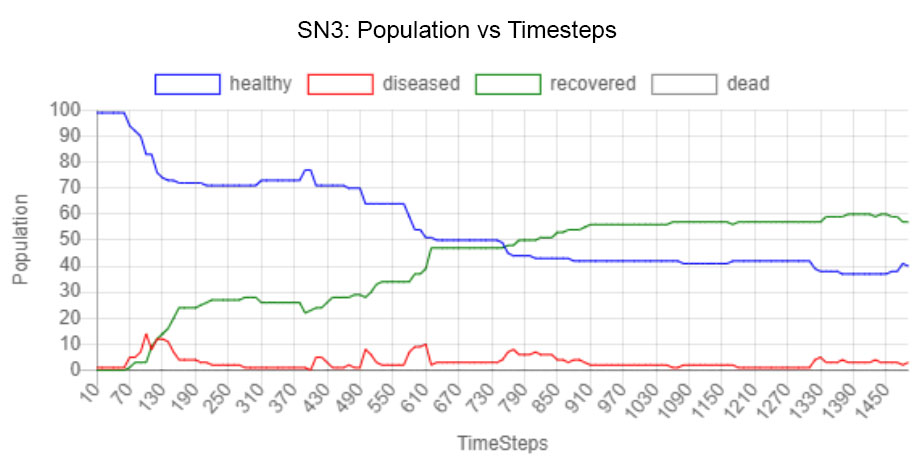 SN3: Population vs Timesteps
healthy diseased recovered dead
100
90
80
70
60
50
40
30
20
10
0
Population
10 70 130 190 250 310 370 430 490 550 610 670 730 790 850 910 970 1030 1090 1150 1210 1270 1330 1390 1450
TimeSteps